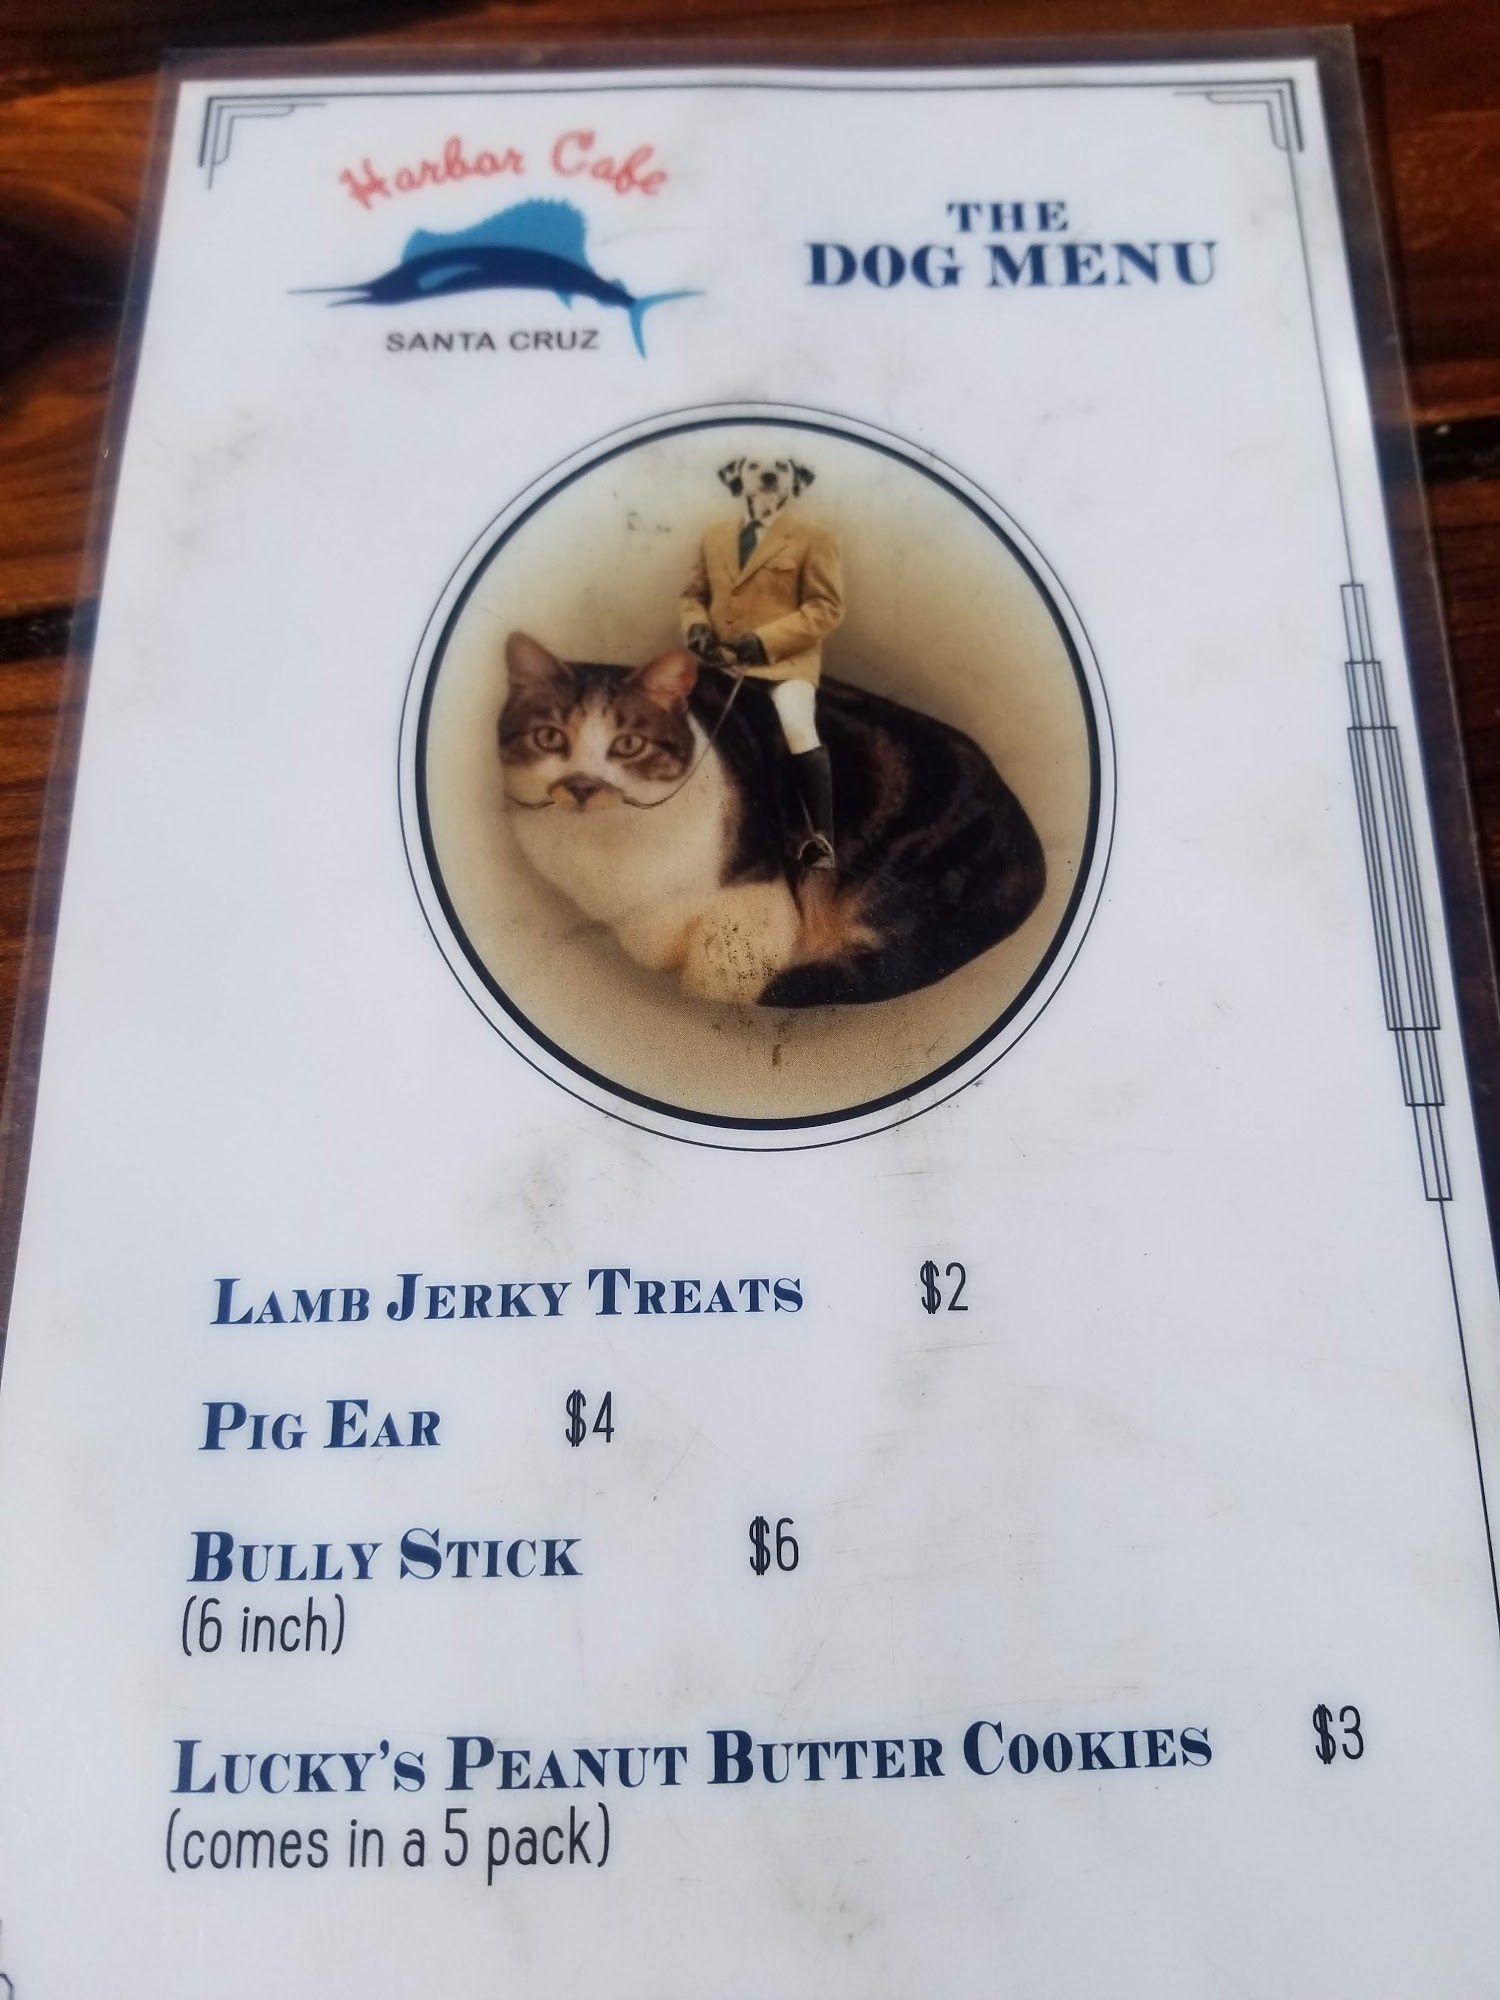 Harbor Cafe
SANTA CRUZ
THE
DOG MENU
LAMB JERKY TREATS $2
PIG EAR $4
BULLY STICK $6
(6 inch)
LUCKY'S PEANUT BUTTER COOKIES $3
(comes in a 5 pack)